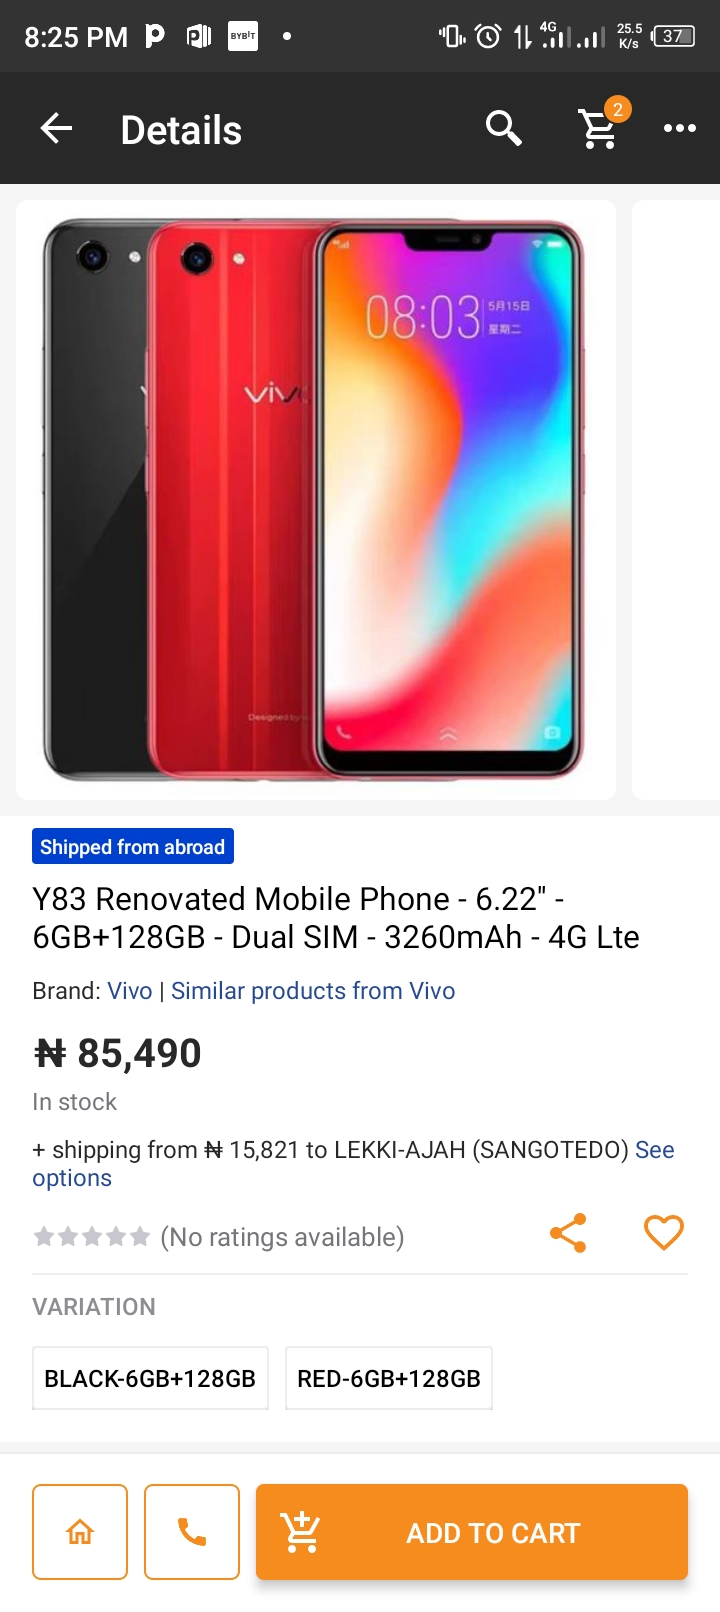 8:25 PM
BYBIT
4G
25.5
K/s
37
Details
2
08:03
5月15日
星期二
vivo
Designed by
Shipped from abroad
Y83 Renovated Mobile Phone - 6.22" -
6GB+128GB - Dual SIM - 3260mAh - 4G Lte
Brand: Vivo | Similar products from Vivo
₦ 85,490
In stock
+ shipping from ₦ 15,821 to LEKKI-AJAH (SANGOTEDO) See
options
(No ratings available)
VARIATION
BLACK-6GB+128GB
RED-6GB+128GB
ADD TO CART